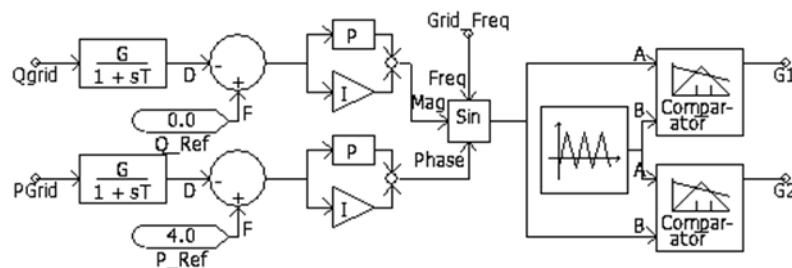 Grid_Freq
Qgrid
G
1 + sT
D
-
+
F
0.0
Q_Ref
P
I
Mag
Freq
Sin
Phase
A
B
Compar-
ator
G1
PGrid
G
1 + sT
D
-
+
F
4.0
P_Ref
P
I
A
B
Compar-
ator
G2